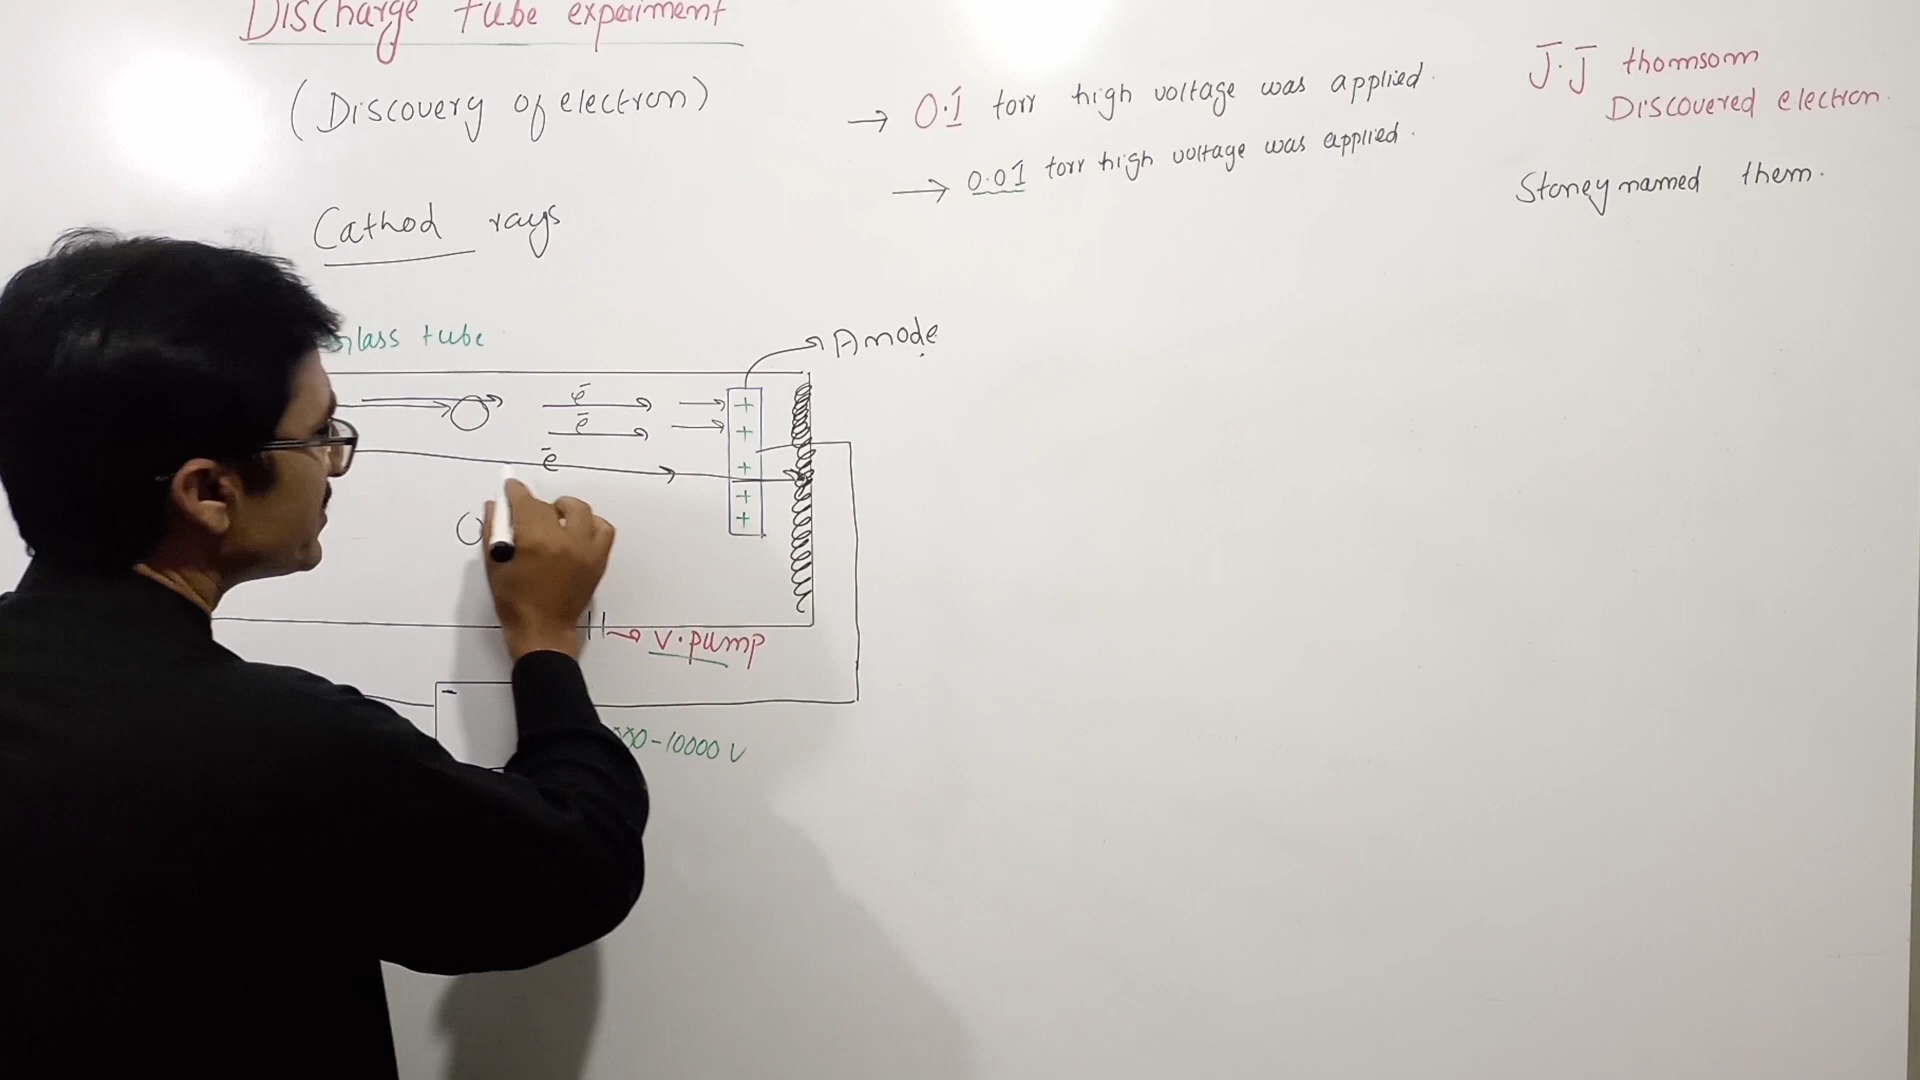 Discharge tube experiment
(Discovery of electron)
Cathod rays
→ 0.1 torr high voltage was applied.
→ 0.01 torr high voltage was applied.
J.J thomsom
Discovered electron.
Stoney named them.
Glass tube
Anode
ē
ē
ē
+
+
+
+
+
V.pump
-
-10000 V